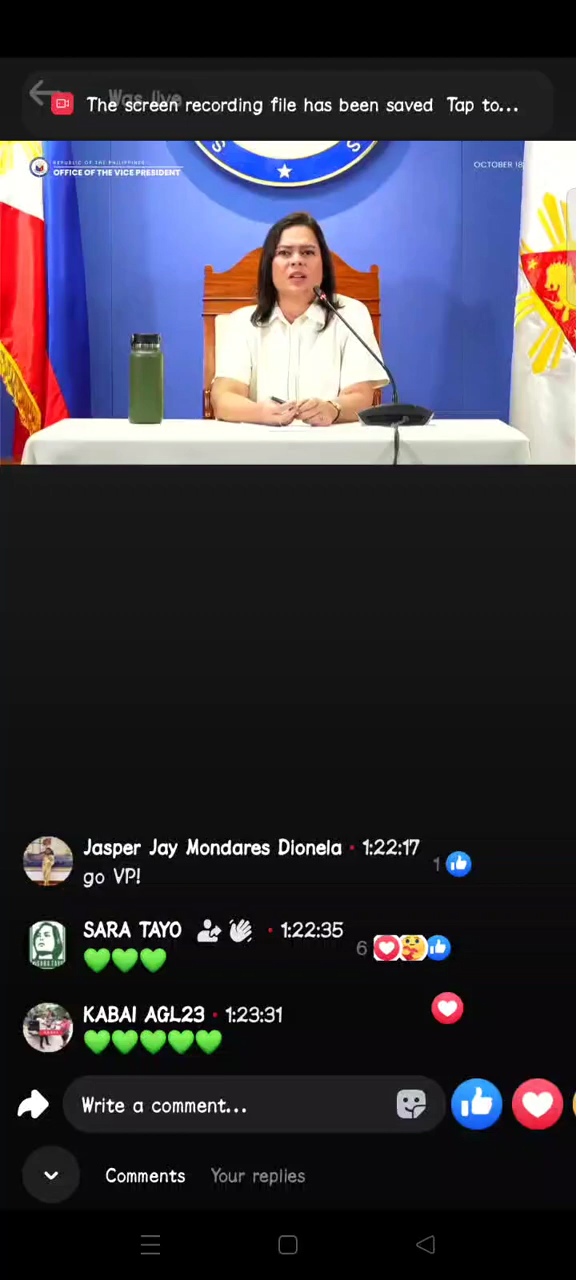 Was live
The screen recording file has been saved Tap to...
REPUBLIC OF THE PHILIPPINES
OFFICE OF THE VICE PRESIDENT
OCTOBER 18
S S
Jasper Jay Mondares Dionela • 1:22:17
go VP!
1
SARA TAYO • 1:22:35
💚💚💚
6
KABAI AGL23 • 1:23:31
💚💚💚💚💚
Write a comment...
Comments Your replies